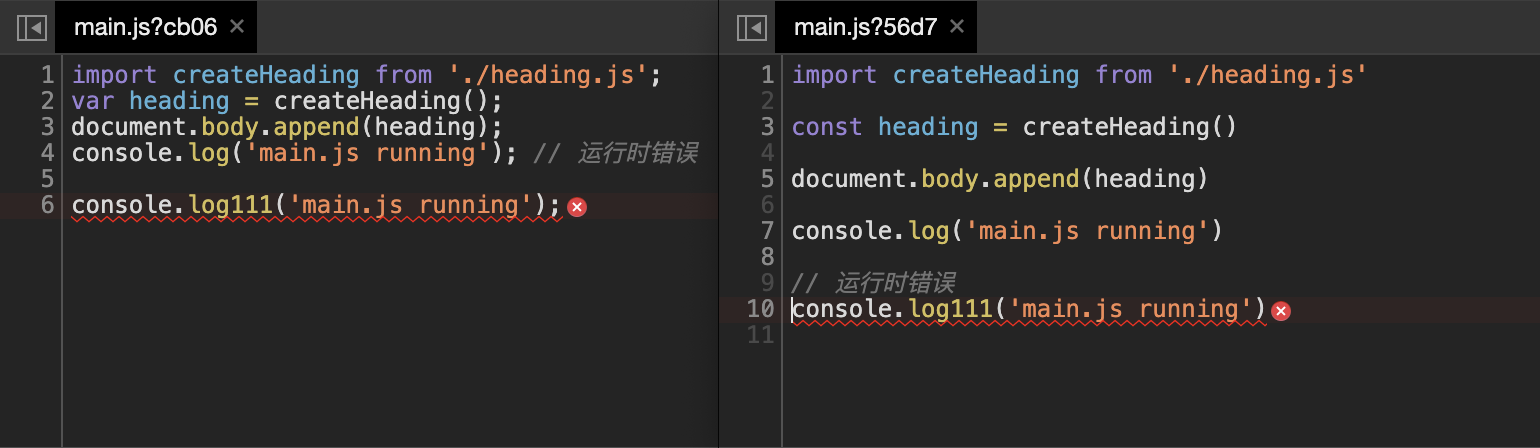 main.js?cb06 ×
1 import createHeading from './heading.js';
2 var heading = createHeading();
3 document.body.append(heading);
4 console.log('main.js running'); // 运行时错误
5
6 console.log111('main.js running');
main.js?56d7 ×
1 import createHeading from './heading.js'
2
3 const heading = createHeading()
4
5 document.body.append(heading)
6
7 console.log('main.js running')
8
9 // 运行时错误
10 console.log111('main.js running')
11